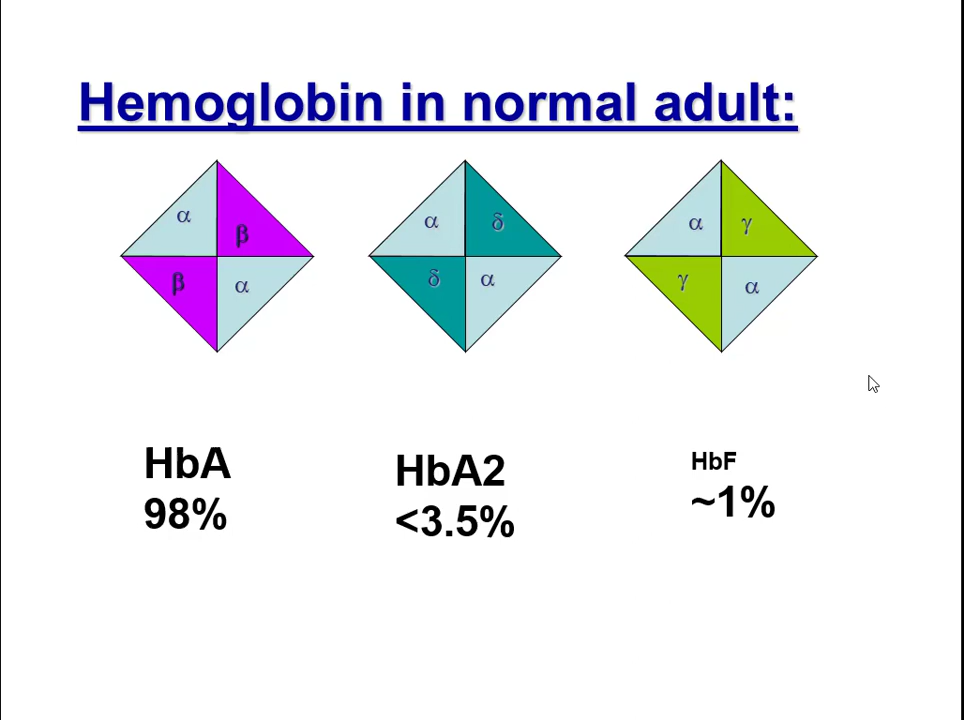 Hemoglobin in normal adult:
α β
β α
α δ
δ α
α γ
γ α
HbA
98%
HbA2
<3.5%
HbF
~1%